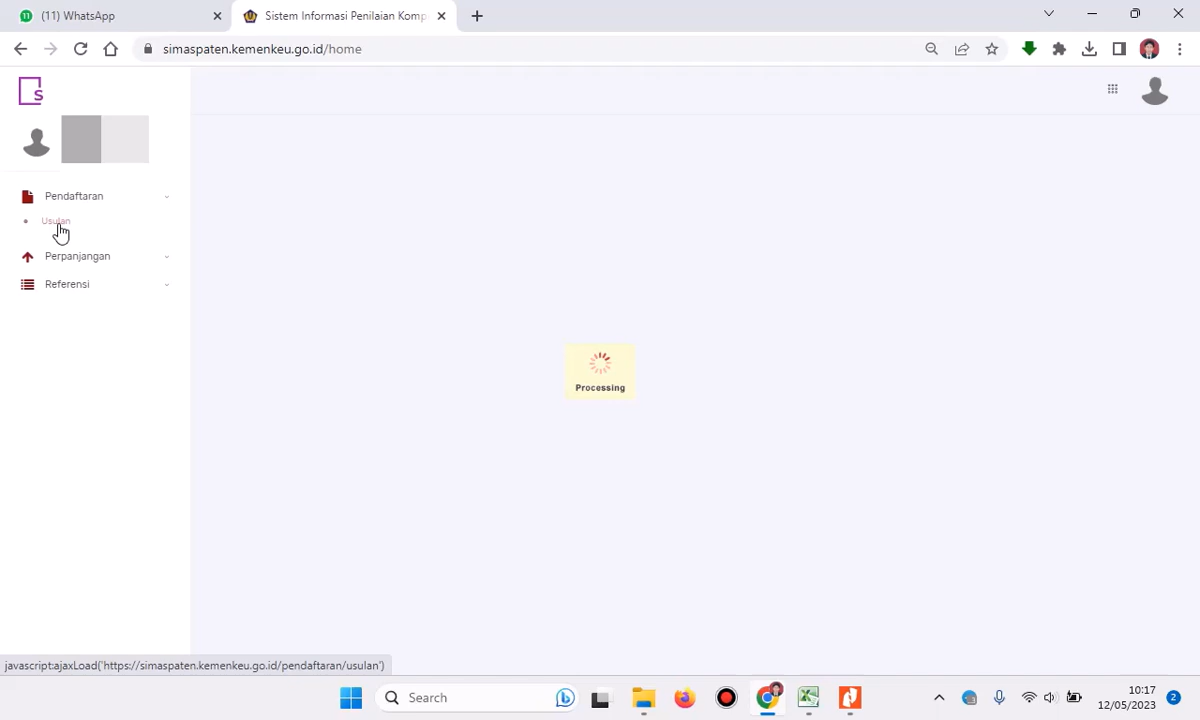 (11) WhatsApp
Sistem Informasi Penilaian Komp
simaspaten.kemenkeu.go.id/home
S
Pendaftaran
Usulan
Perpanjangan
Referensi
Processing
javascript:ajaxLoad('https://simaspaten.kemenkeu.go.id/pendaftaran/usulan')
Search
10:17
12/05/2023
2